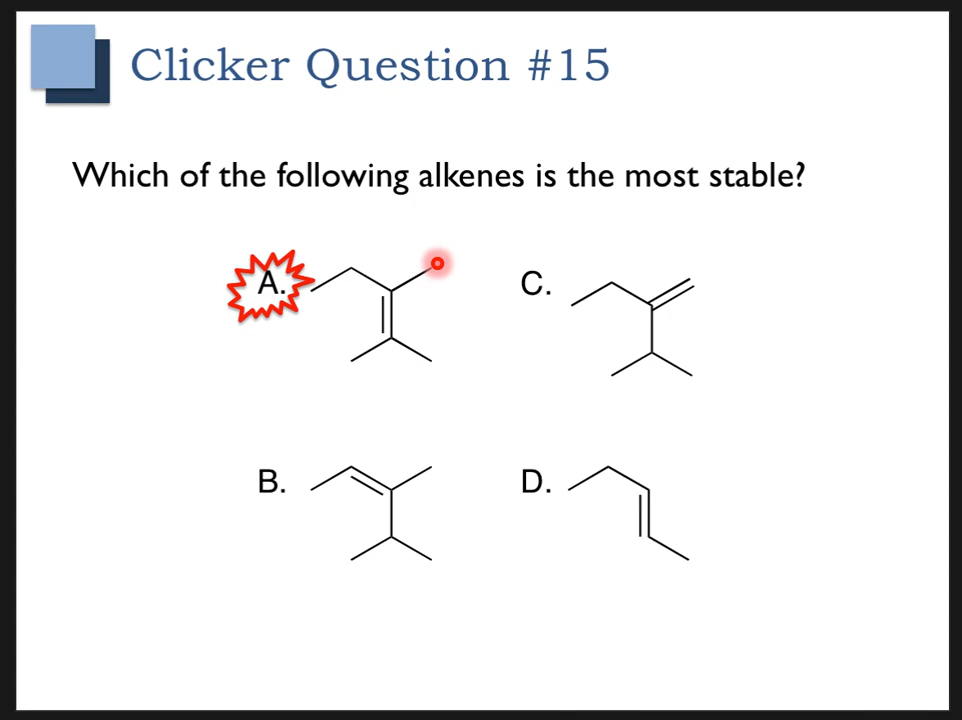 Clicker Question #15
Which of the following alkenes is the most stable?
A.
C.
B.
D.